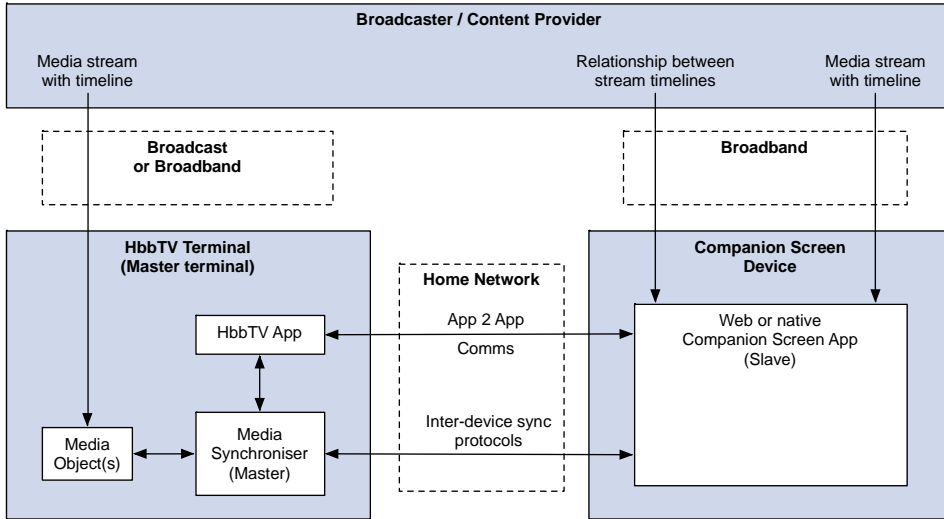 Broadcaster / Content Provider
Media stream
with timeline
Relationship between
stream timelines
Media stream
with timeline
Broadcast
or Broadband
Broadband
HbbTV Terminal
(Master terminal)
Home Network
Companion Screen
Device
HbbTV App
App 2 App
Comms
Web or native
Companion Screen App
(Slave)
Media
Object(s)
Media
Synchroniser
(Master)
Inter-device sync
protocols